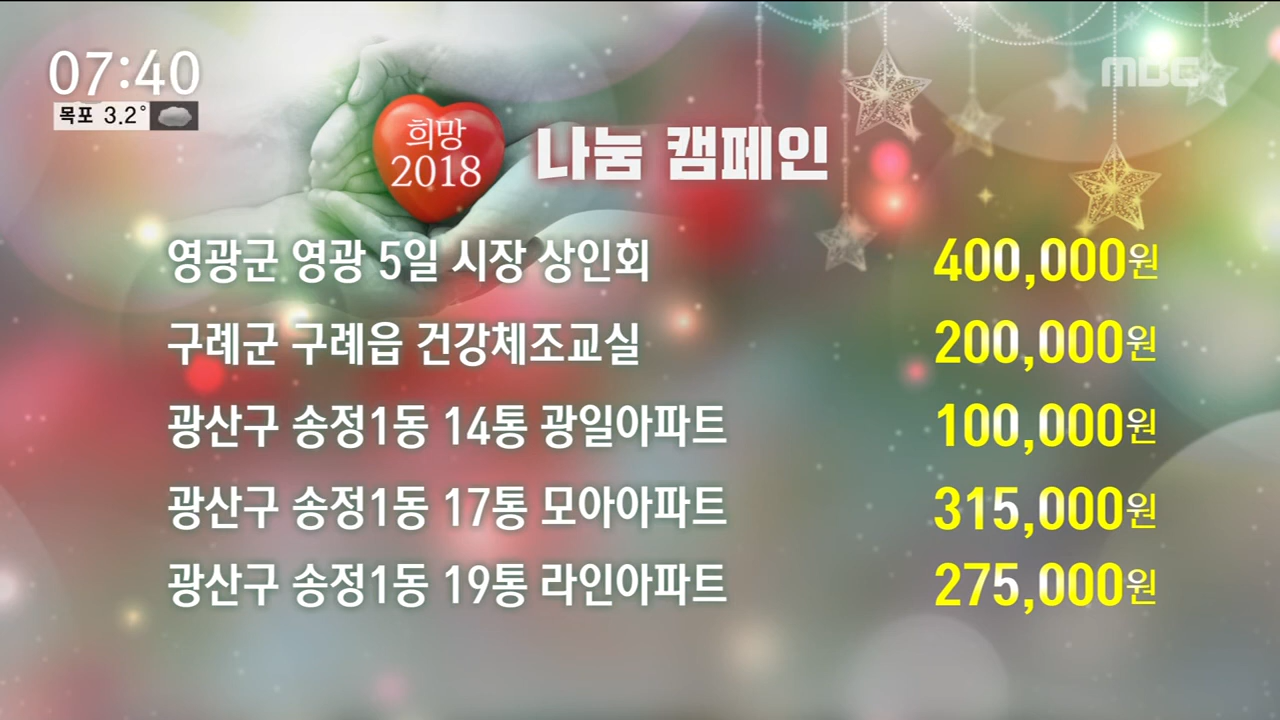 07:40
목포 3.2°
MBC
희망
2018
나눔 캠페인
영광군 영광 5일 시장 상인회 400,000원
구례군 구례읍 건강체조교실 200,000원
광산구 송정1동 14통 광일아파트 100,000원
광산구 송정1동 17통 모아아파트 315,000원
광산구 송정1동 19통 라인아파트 275,000원